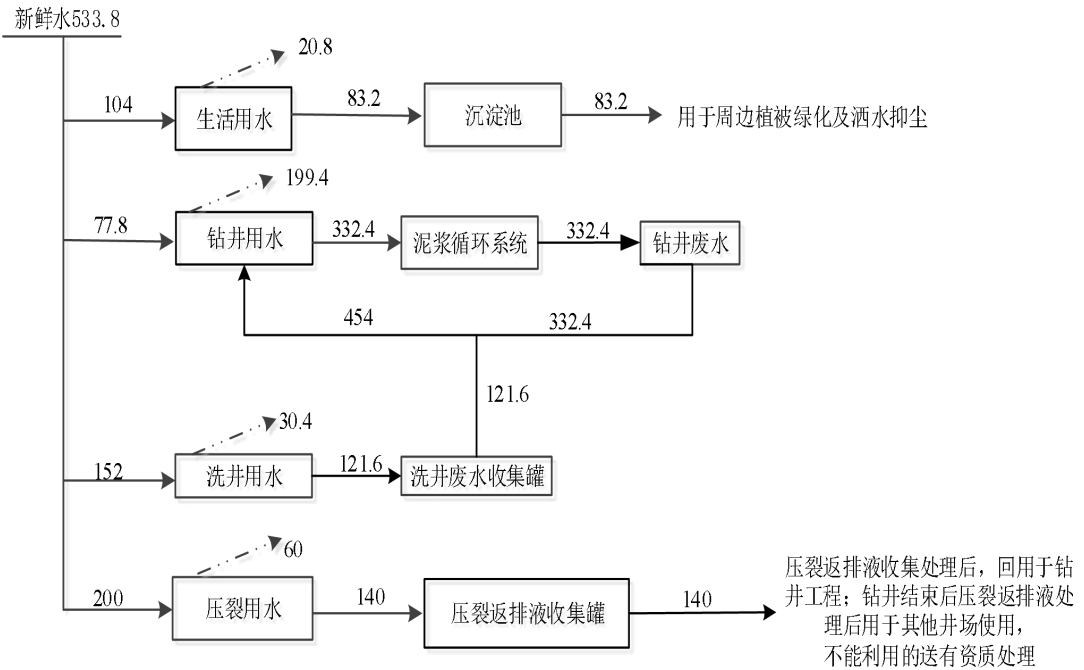 新鲜水533.8
20.8
104
生活用水
83.2
沉淀池
83.2
用于周边植被绿化及洒水抑尘
199.4
77.8
钻井用水
332.4
泥浆循环系统
332.4
钻井废水
454
332.4
121.6
30.4
152
洗井用水
121.6
洗井废水收集罐
60
200
压裂用水
140
压裂返排液收集罐
140
压裂返排液收集处理后，回用于钻
井工程；钻井结束后压裂返排液处
理后用于其他井场使用，
不能利用的送有资质处理